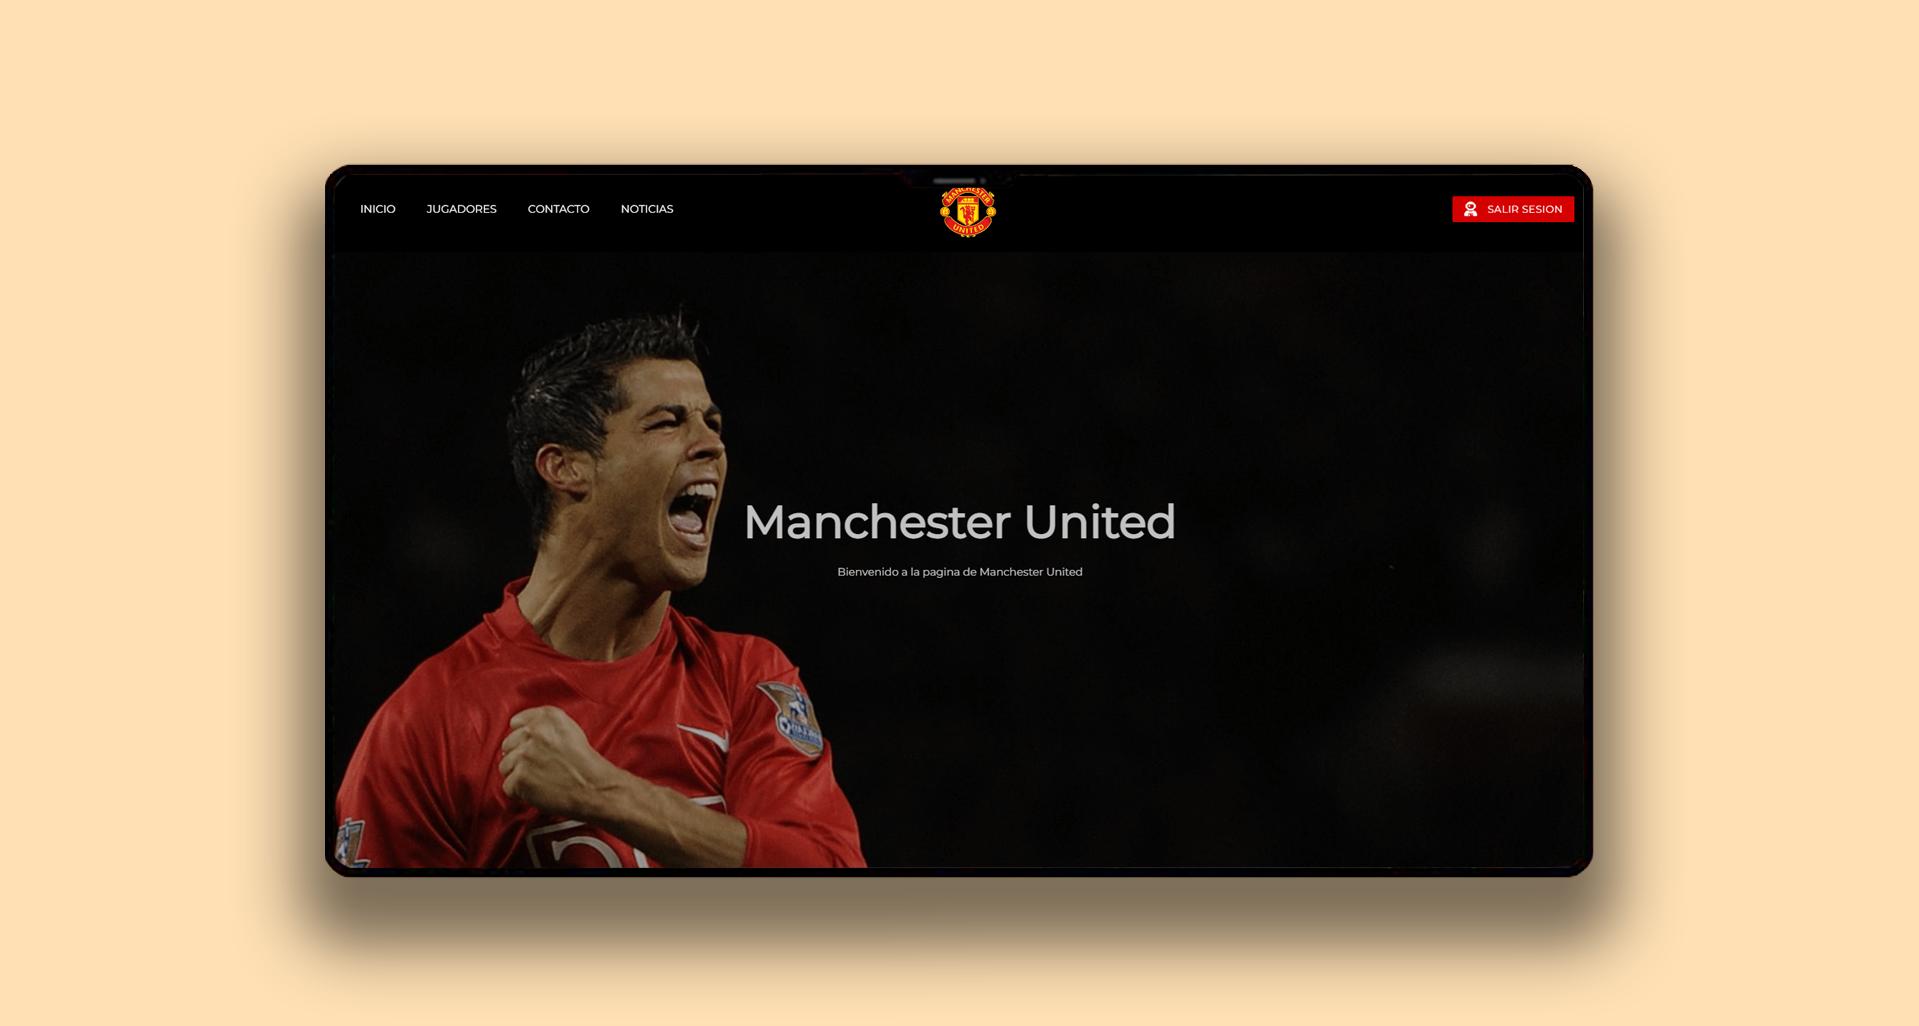 INICIO JUGADORES CONTACTO NOTICIAS
MANCHESTER
UNITED
SALIR SESION
Manchester United
Bienvenido a la pagina de Manchester United